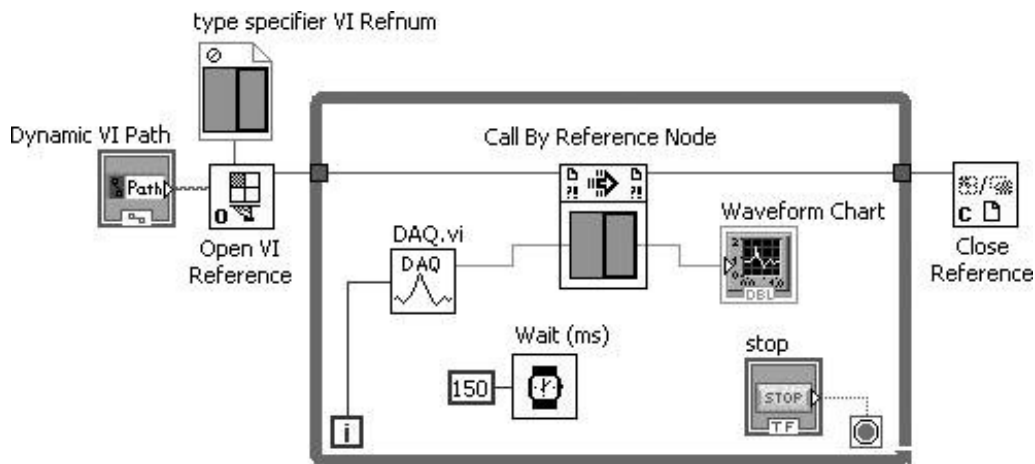 type specifier VI Refnum
Dynamic VI Path
Path
Open VI
Reference
O
Call By Reference Node
DAQ.vi
DAQ
Waveform Chart
DBL
Wait (ms)
150
stop
STOP
TF
i
C
Close
Reference